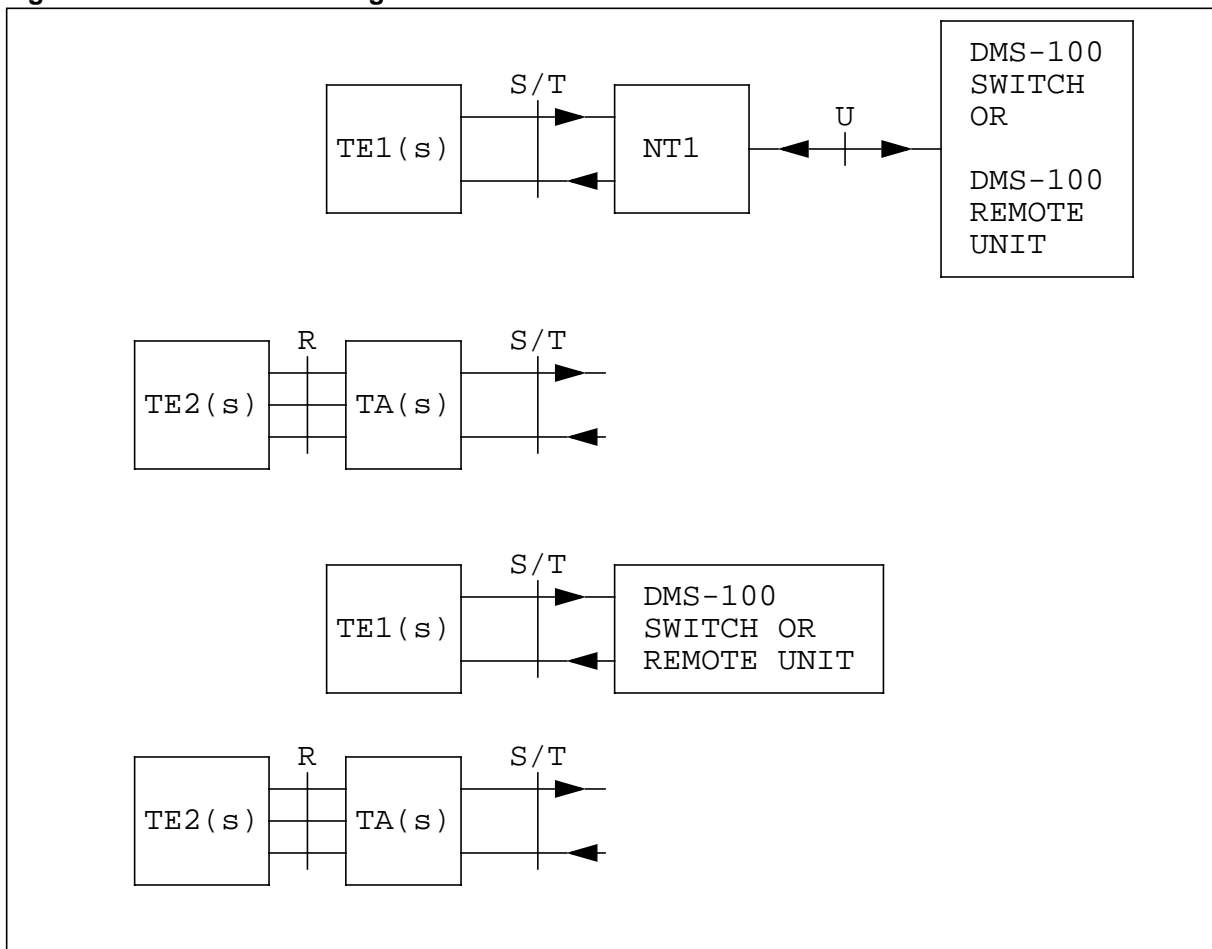 S/T
TE1(s)
NT1
U
DMS-100
SWITCH
OR
DMS-100
REMOTE
UNIT
R
S/T
TE2(s)
TA(s)
S/T
TE1(s)
DMS-100
SWITCH OR
REMOTE UNIT
R
S/T
TE2(s)
TA(s)